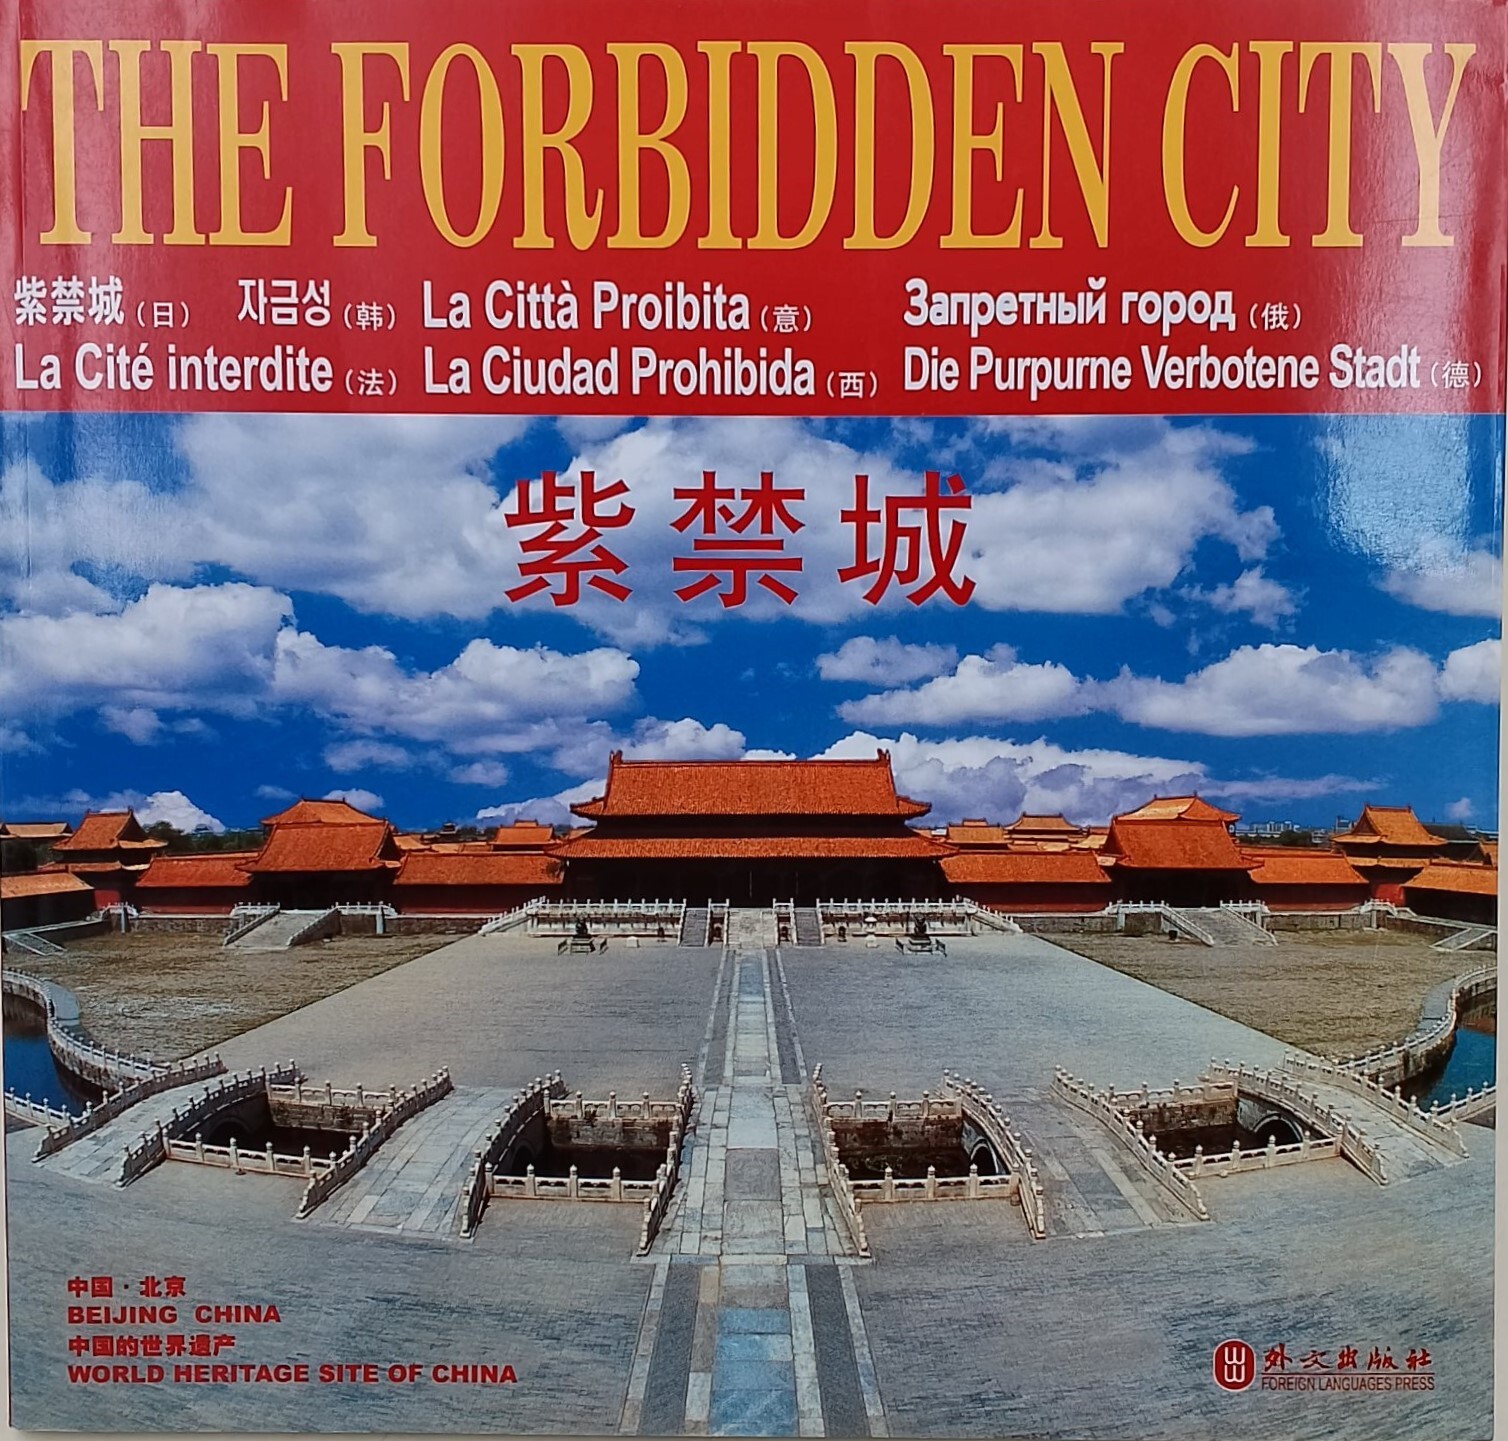 THE FORBIDDEN CITY
紫禁城（日） 자금성（韩） La Città Proibita（意） Запретный город（俄）
La Cité interdite（法） La Ciudad Prohibida（西） Die Purpurne Verbotene Stadt（德）
紫禁城
中国·北京
BEIJING CHINA
中国的世界遗产
WORLD HERITAGE SITE OF CHINA
外文出版社
FOREIGN LANGUAGES PRESS